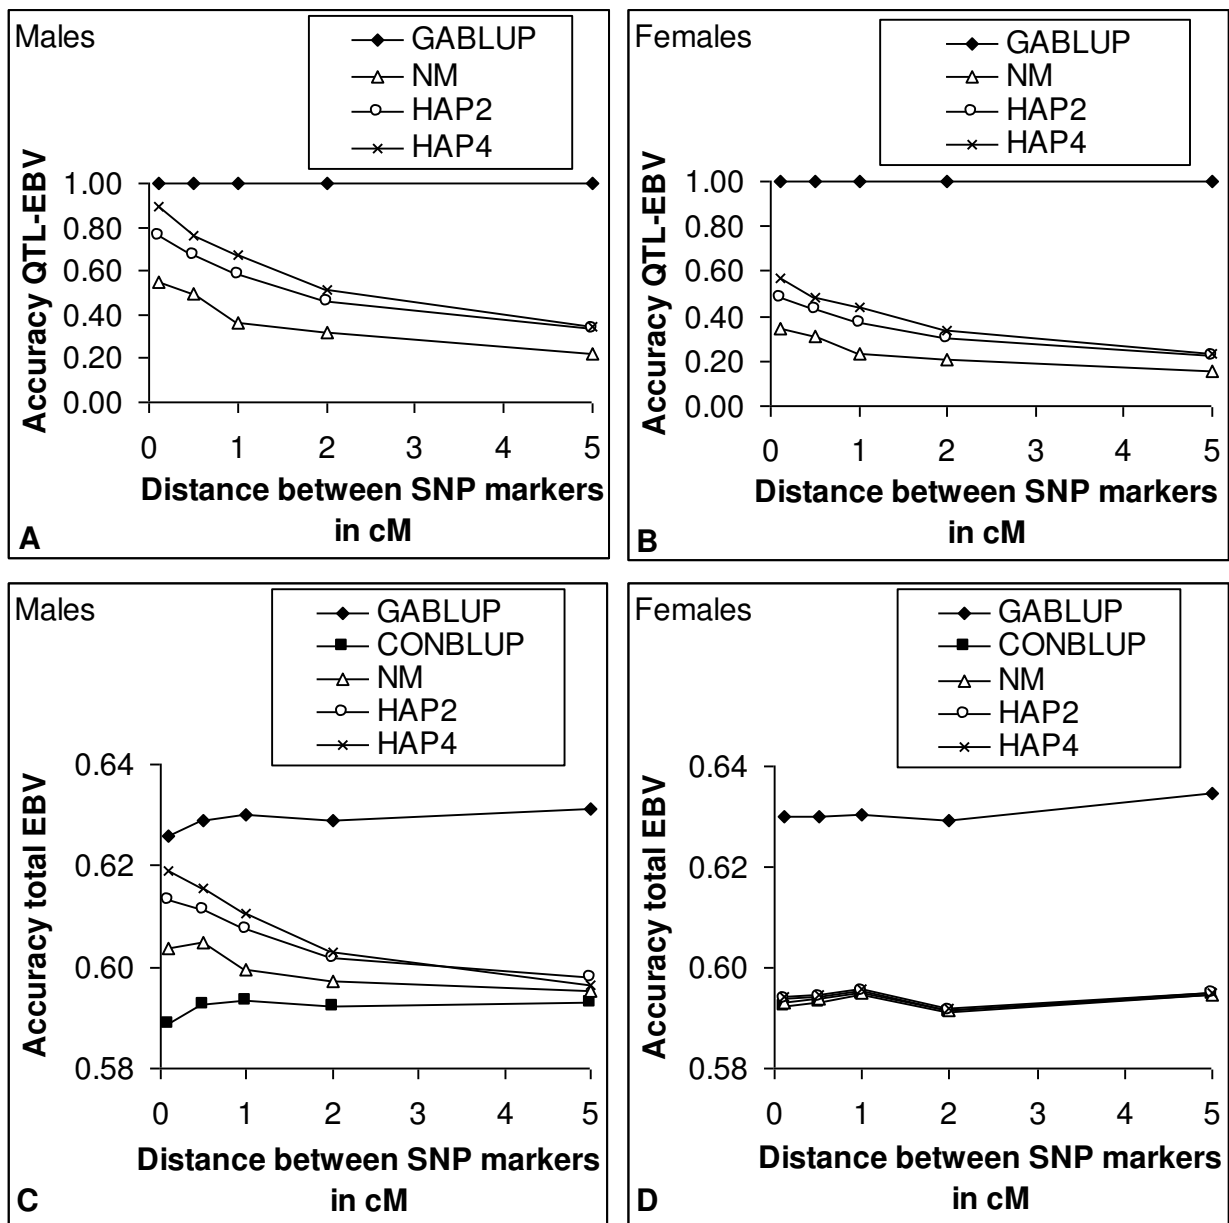 Males
GABLUP
NM
HAP2
HAP4
Accuracy QTL-EBV
1.00
0.80
0.60
0.40
0.20
0.00
0 1 2 3 4 5
Distance between SNP markers
in cM
A
Females
GABLUP
NM
HAP2
HAP4
Accuracy QTL-EBV
1.00
0.80
0.60
0.40
0.20
0.00
0 1 2 3 4 5
Distance between SNP markers
in cM
B
Males
GABLUP
CONBLUP
NM
HAP2
HAP4
Accuracy total EBV
0.64
0.62
0.60
0.58
0 1 2 3 4 5
Distance between SNP markers
in cM
C
Females
GABLUP
CONBLUP
NM
HAP2
HAP4
Accuracy total EBV
0.64
0.62
0.60
0.58
0 1 2 3 4 5
Distance between SNP markers
in cM
D